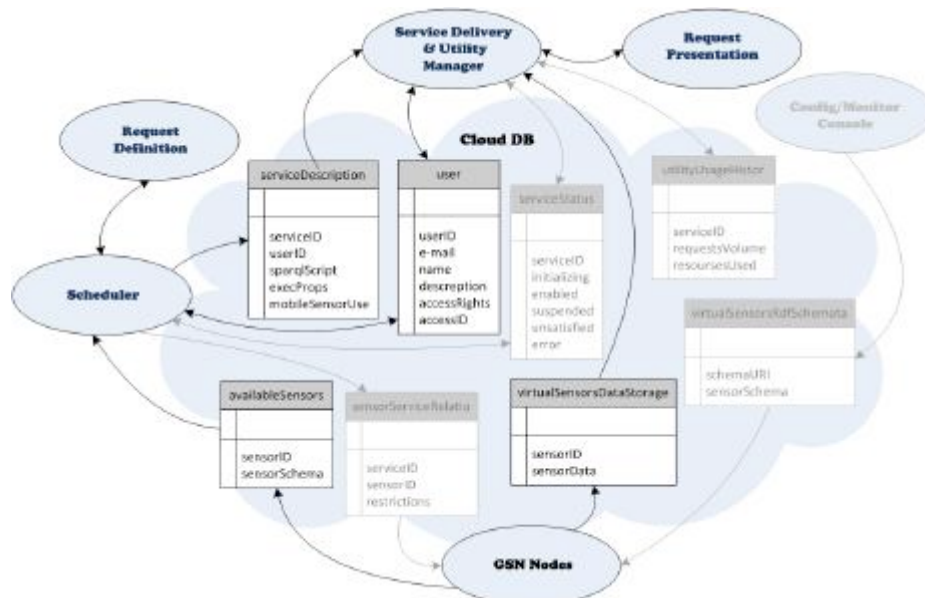 Service Delivery
& Utility
Manager
Request
Presentation
Config/Monitor
Console
Request
Definition
Cloud DB
serviceDescription
serviceID
userID
sparqlScript
execProps
mobileSensorUse
user
userID
e-mail
name
descreption
accessRights
accessID
serviceStatus
serviceID
initializing
enabled
suspended
unsatisfied
error
utilityUsageHistor
serviceID
requestsVolume
resoursesUsed
Scheduler
virtualSensorsRdfSchemata
schemaURI
sensorSchema
availableSensors
sensorID
sensorSchema
sensorServiceRelatio
serviceID
sensorID
restrictions
virtualSensorsDataStorage
sensorID
sensorData
GSN Nodes